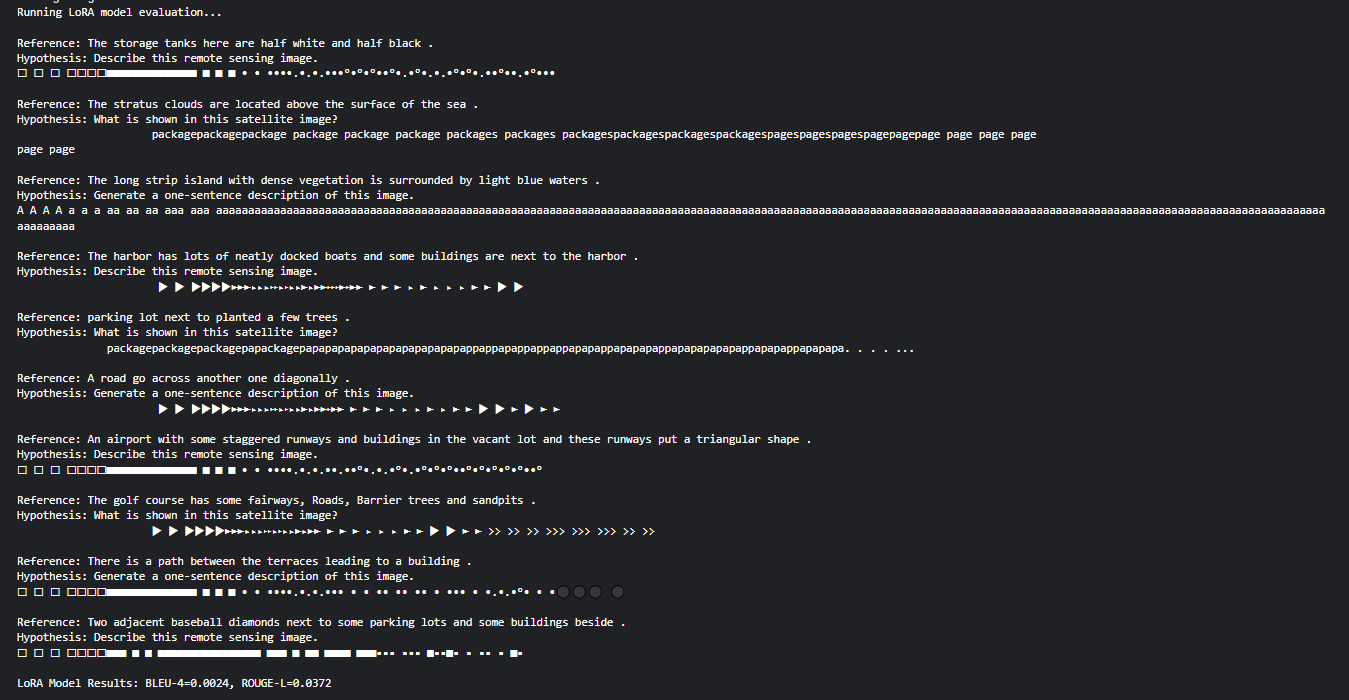 Running LoRA model evaluation...
Reference: The storage tanks here are half white and half black .
Hypothesis: Describe this remote sensing image.
Reference: The stratus clouds are located above the surface of the sea .
Hypothesis: What is shown in this satellite image?
packagepackagepackage package package package packages packages packagespackagespackagespackagespagespagespagespagepagepage page page page
page page
Reference: The long strip island with dense vegetation is surrounded by light blue waters .
Hypothesis: Generate a one-sentence description of this image.
A A A A a a a aa aa aa aaa aaa
Reference: The harbor has lots of neatly docked boats and some buildings are next to the harbor .
Hypothesis: Describe this remote sensing image.
Reference: parking lot next to planted a few trees .
Hypothesis: What is shown in this satellite image?
Reference: A road go across another one diagonally .
Hypothesis: Generate a one-sentence description of this image.
Reference: An airport with some staggered runways and buildings in the vacant lot and these runways put a triangular shape .
Hypothesis: Describe this remote sensing image.
Reference: The golf course has some fairways, Roads, Barrier trees and sandpits .
Hypothesis: What is shown in this satellite image?
Reference: There is a path between the terraces leading to a building .
Hypothesis: Generate a one-sentence description of this image.
Reference: Two adjacent baseball diamonds next to some parking lots and some buildings beside .
Hypothesis: Describe this remote sensing image.
LoRA Model Results: BLEU-4=0.0024, ROUGE-L=0.0372